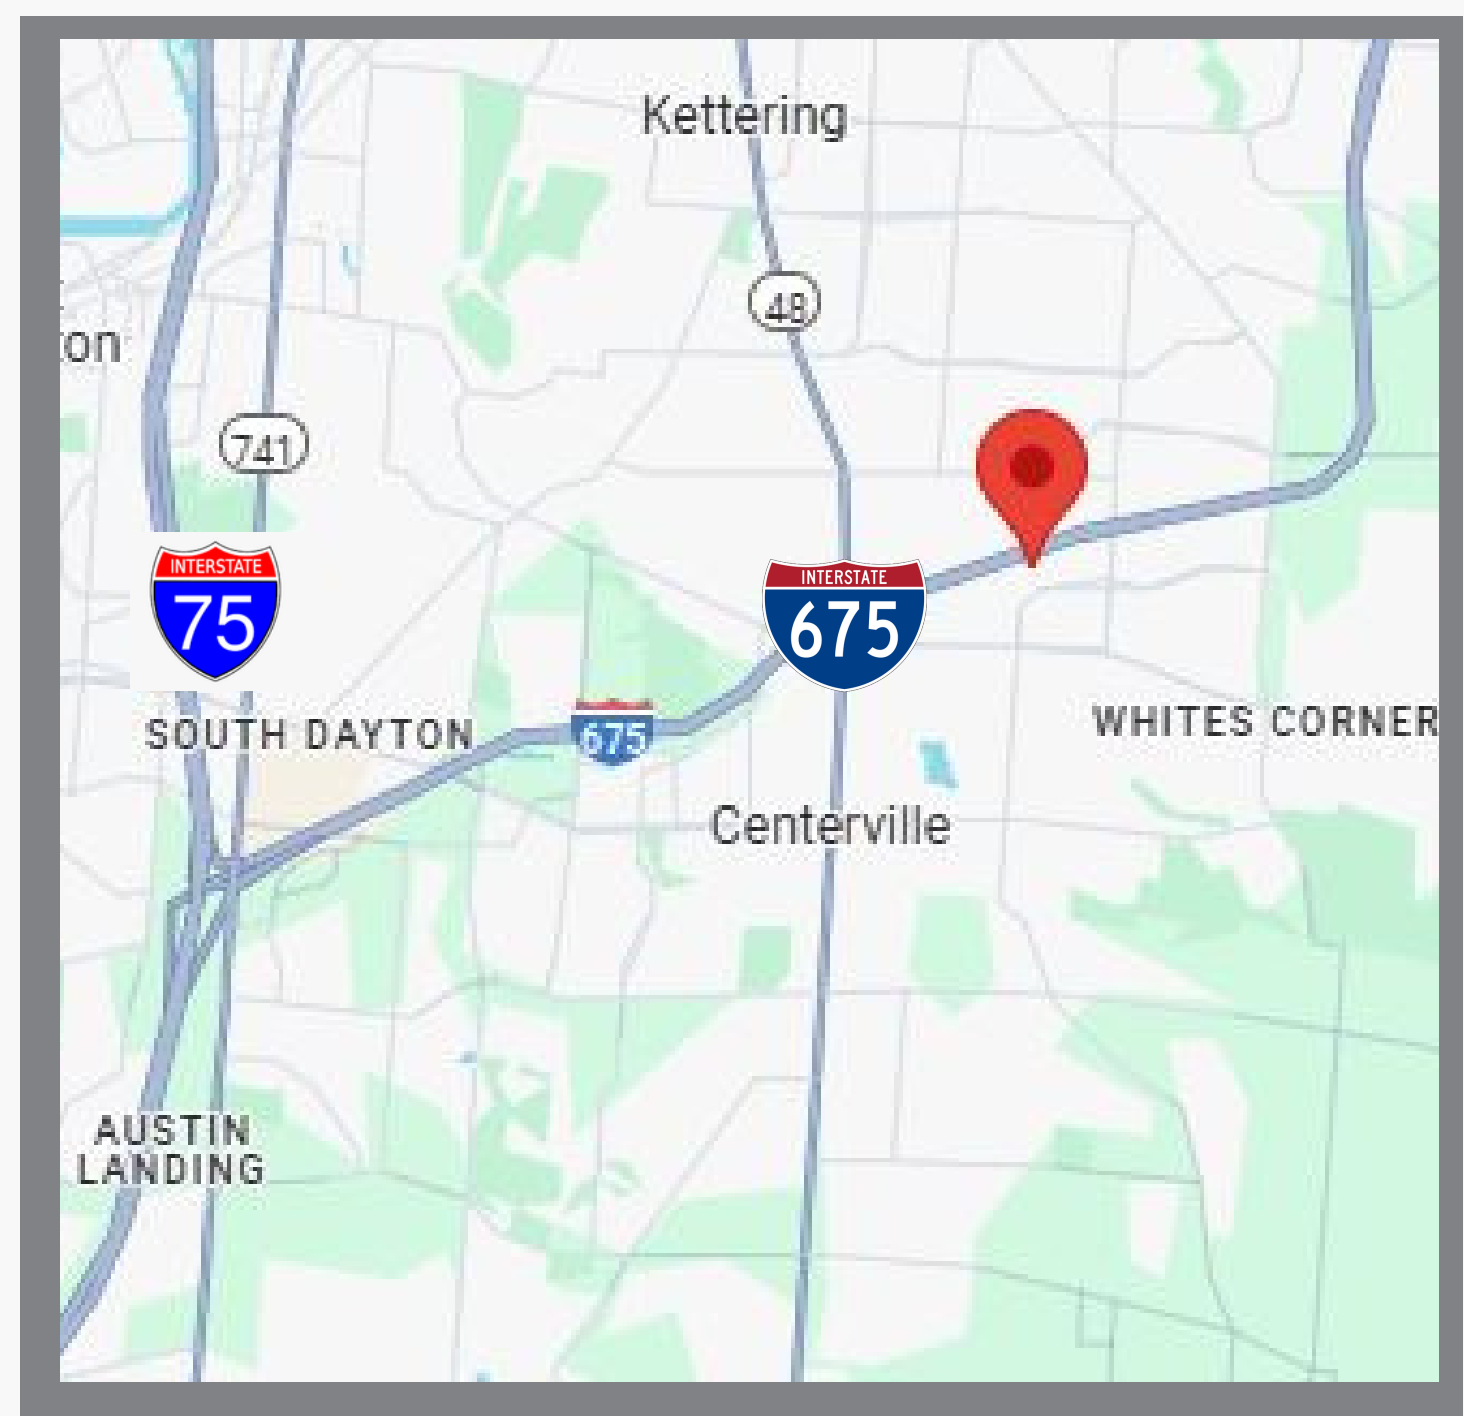 Kettering
48
on
741
INTERSTATE
75
INTERSTATE
675
675
SOUTH DAYTON
WHITES CORNER
Centerville
AUSTIN
LANDING